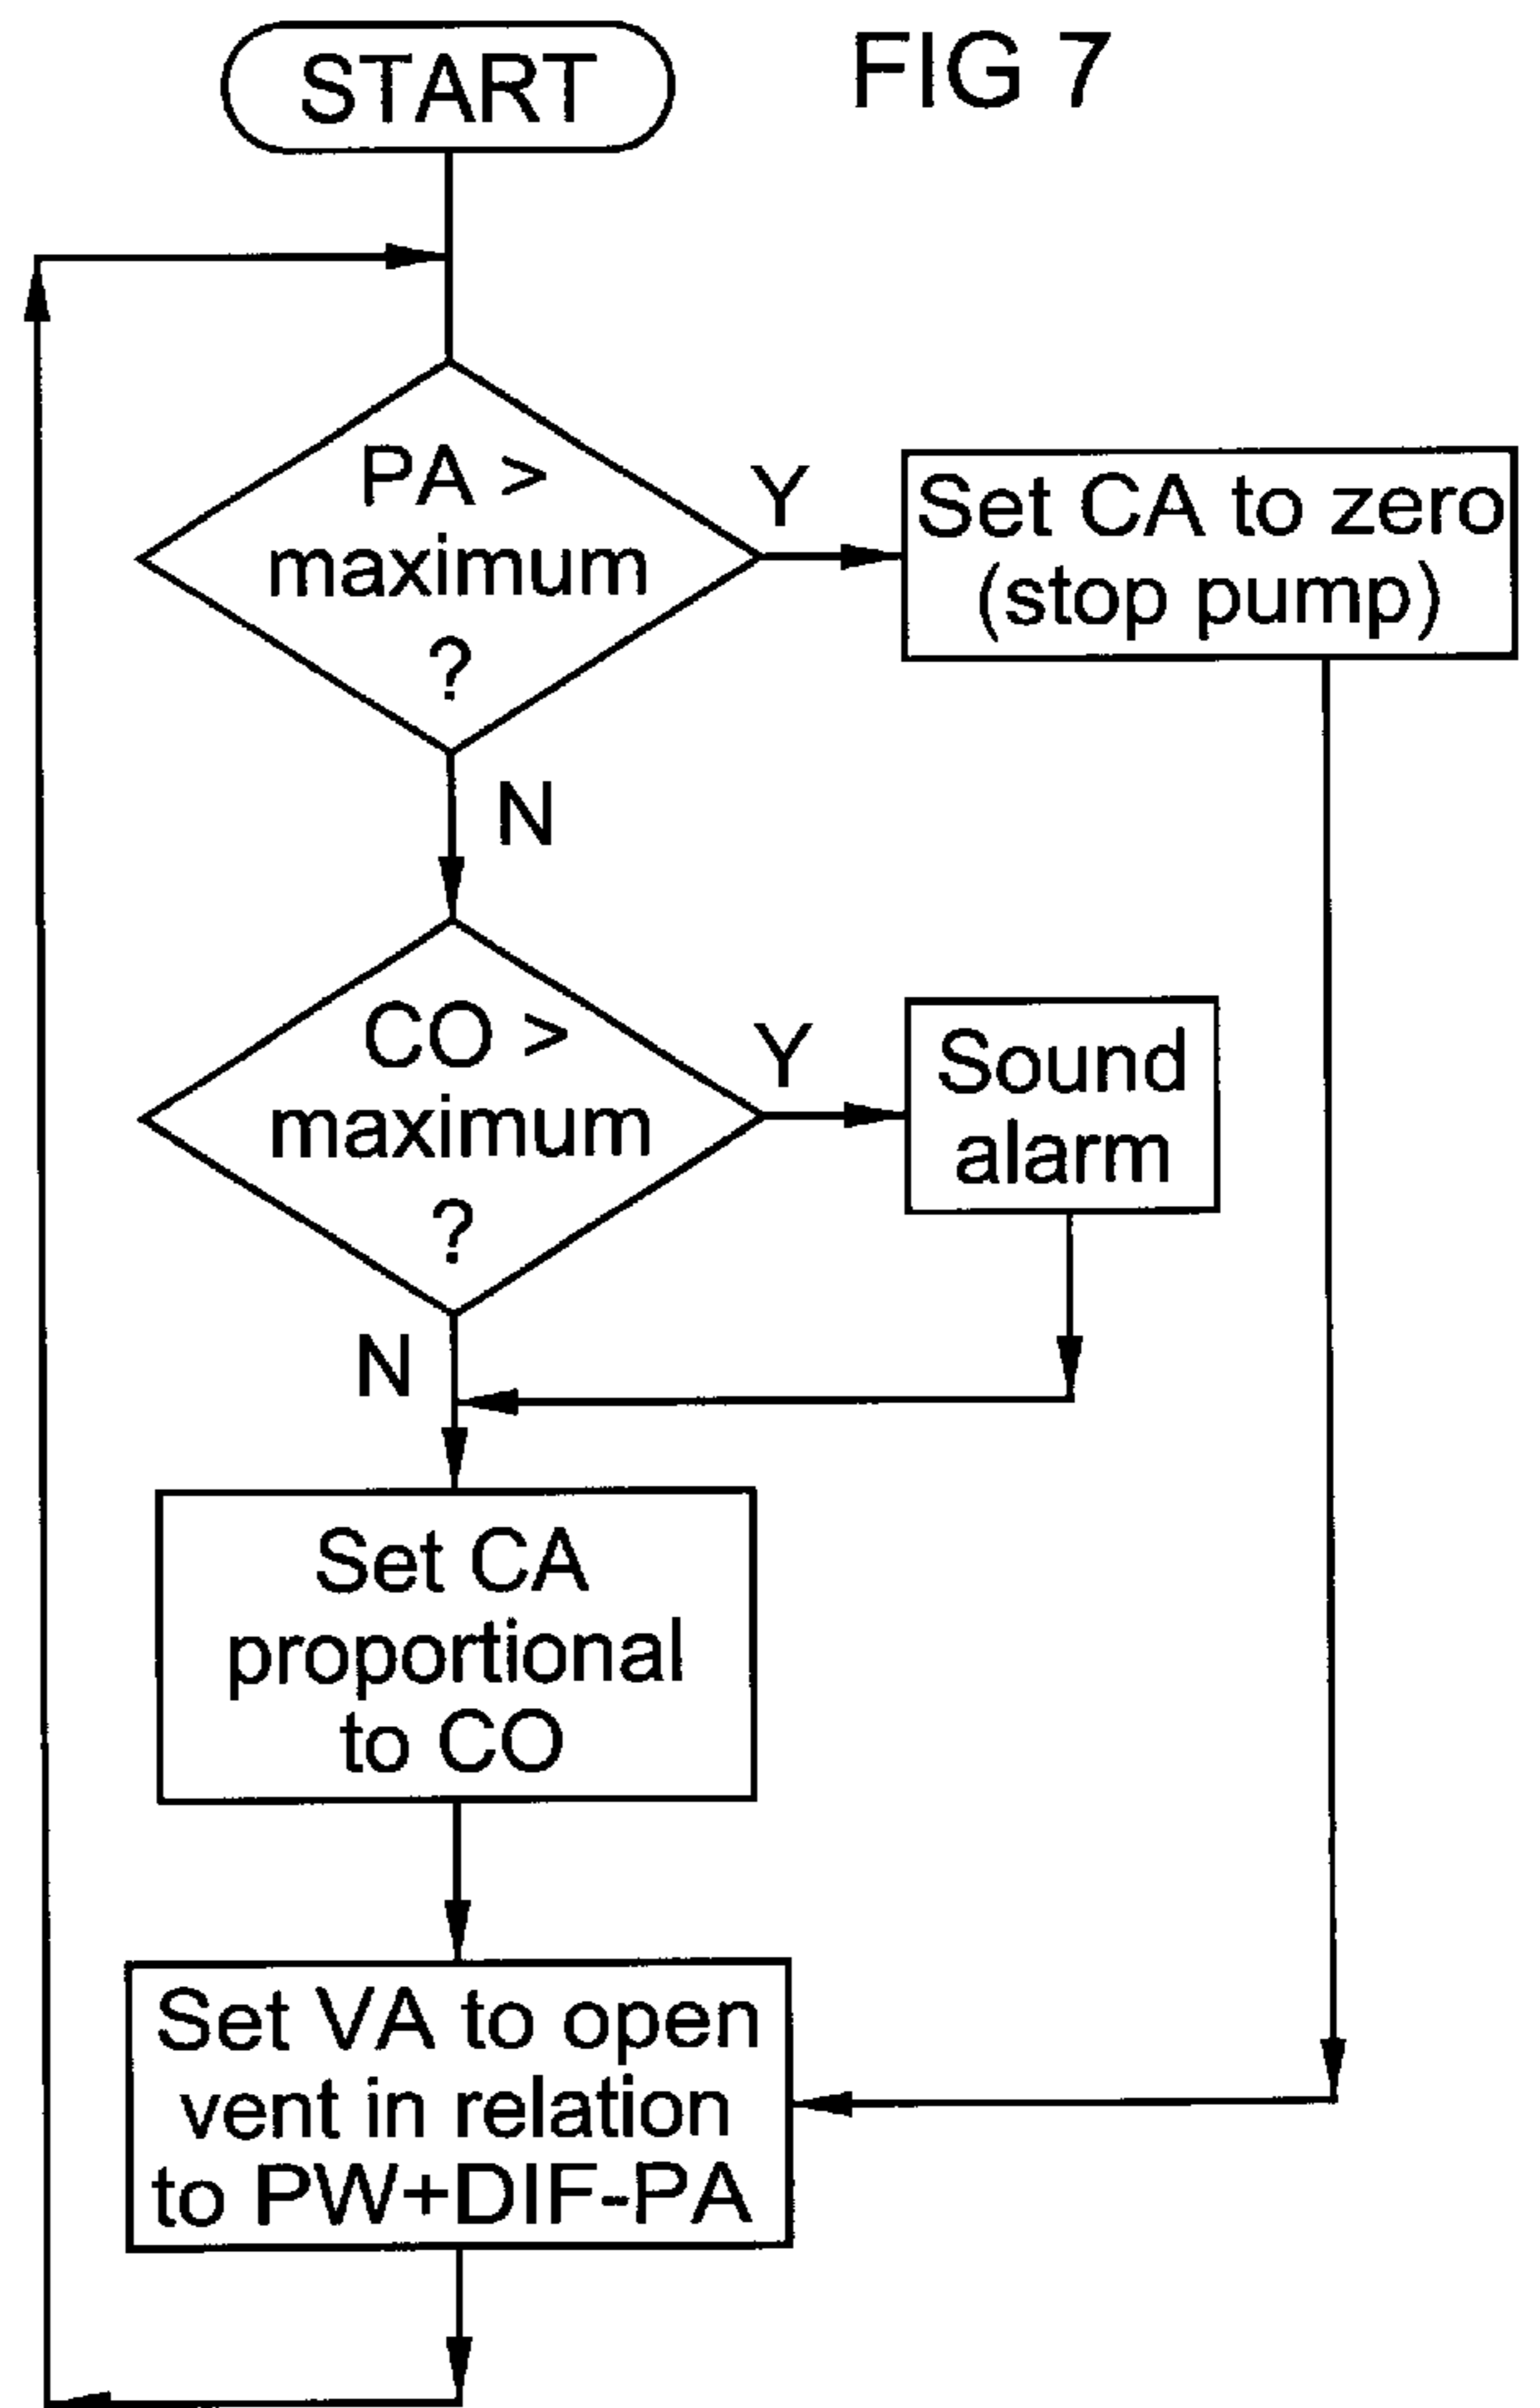 START
FIG 7
PA >
maximum
?
Y
Set CA to zero
(stop pump)
N
CO >
maximum
?
Y
Sound
alarm
N
Set CA
proportional
to CO
Set VA to open
vent in relation
to PW+DIF-PA